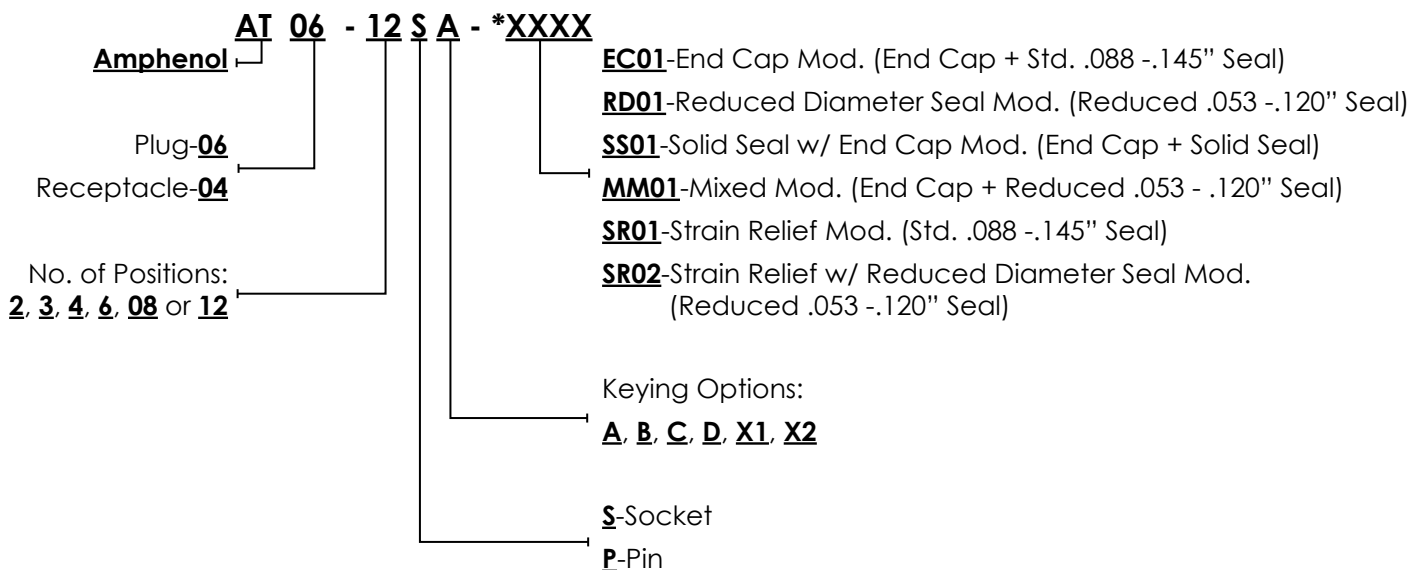 AT 06 - 12 S A - *XXXX
Amphenol
Plug-06
Receptacle-04
No. of Positions:
2, 3, 4, 6, 08 or 12
EC01-End Cap Mod. (End Cap + Std. .088 -.145” Seal)
RD01-Reduced Diameter Seal Mod. (Reduced .053 -.120” Seal)
SS01-Solid Seal w/ End Cap Mod. (End Cap + Solid Seal)
MM01-Mixed Mod. (End Cap + Reduced .053 - .120” Seal)
SR01-Strain Relief Mod. (Std. .088 -.145” Seal)
SR02-Strain Relief w/ Reduced Diameter Seal Mod.
(Reduced .053 -.120” Seal)
Keying Options:
A, B, C, D, X1, X2
S-Socket
P-Pin